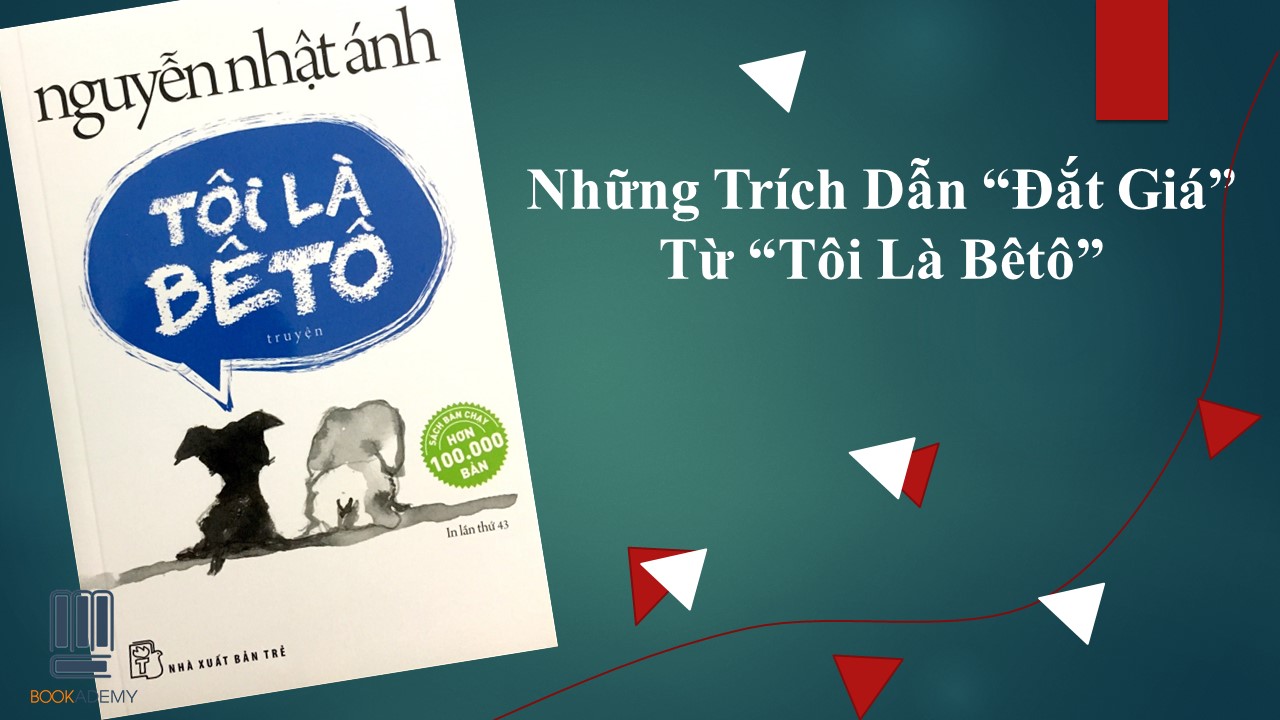 nguyễn nhật ánh
TÔI LÀ
BÊTÔ
truyện
SÁCH BÁN CHẠY
HƠN
100.000
BẢN
In lần thứ 43
NHÀ XUẤT BẢN TRẺ
BOOKADEMY
Những Trích Dẫn “Đắt Giá”
Từ “Tôi Là Bêtô”